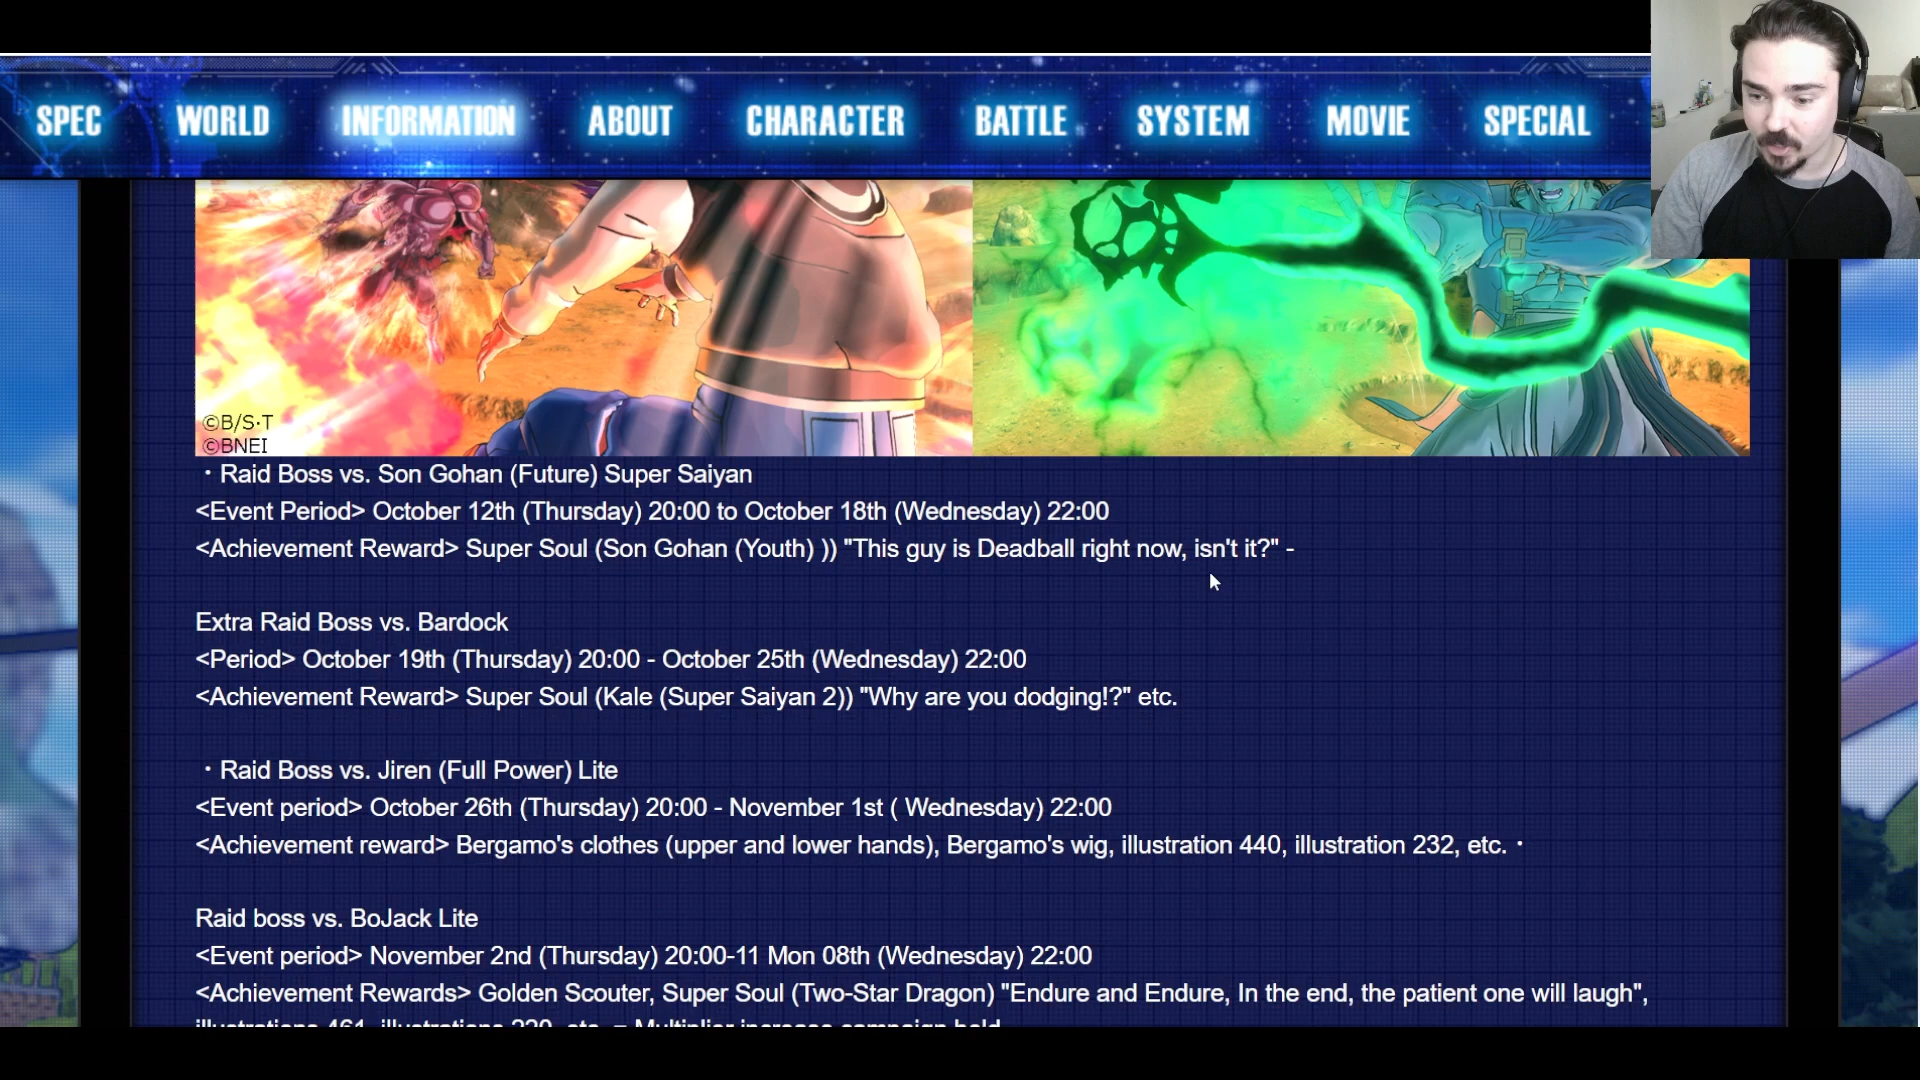 SPEC WORLD INFORMATION ABOUT CHARACTER BATTLE SYSTEM MOVIE SPECIAL
©B/S·T
©BNEI
・Raid Boss vs. Son Gohan (Future) Super Saiyan
<Event Period> October 12th (Thursday) 20:00 to October 18th (Wednesday) 22:00
<Achievement Reward> Super Soul (Son Gohan (Youth) )) "This guy is Deadball right now, isn't it?" -
Extra Raid Boss vs. Bardock
<Period> October 19th (Thursday) 20:00 - October 25th (Wednesday) 22:00
<Achievement Reward> Super Soul (Kale (Super Saiyan 2)) "Why are you dodging!?" etc.
・Raid Boss vs. Jiren (Full Power) Lite
<Event period> October 26th (Thursday) 20:00 - November 1st ( Wednesday) 22:00
<Achievement reward> Bergamo's clothes (upper and lower hands), Bergamo's wig, illustration 440, illustration 232, etc.・
Raid boss vs. BoJack Lite
<Event period> November 2nd (Thursday) 20:00-11 Mon 08th (Wednesday) 22:00
<Achievement Rewards> Golden Scouter, Super Soul (Two-Star Dragon) "Endure and Endure, In the end, the patient one will laugh",